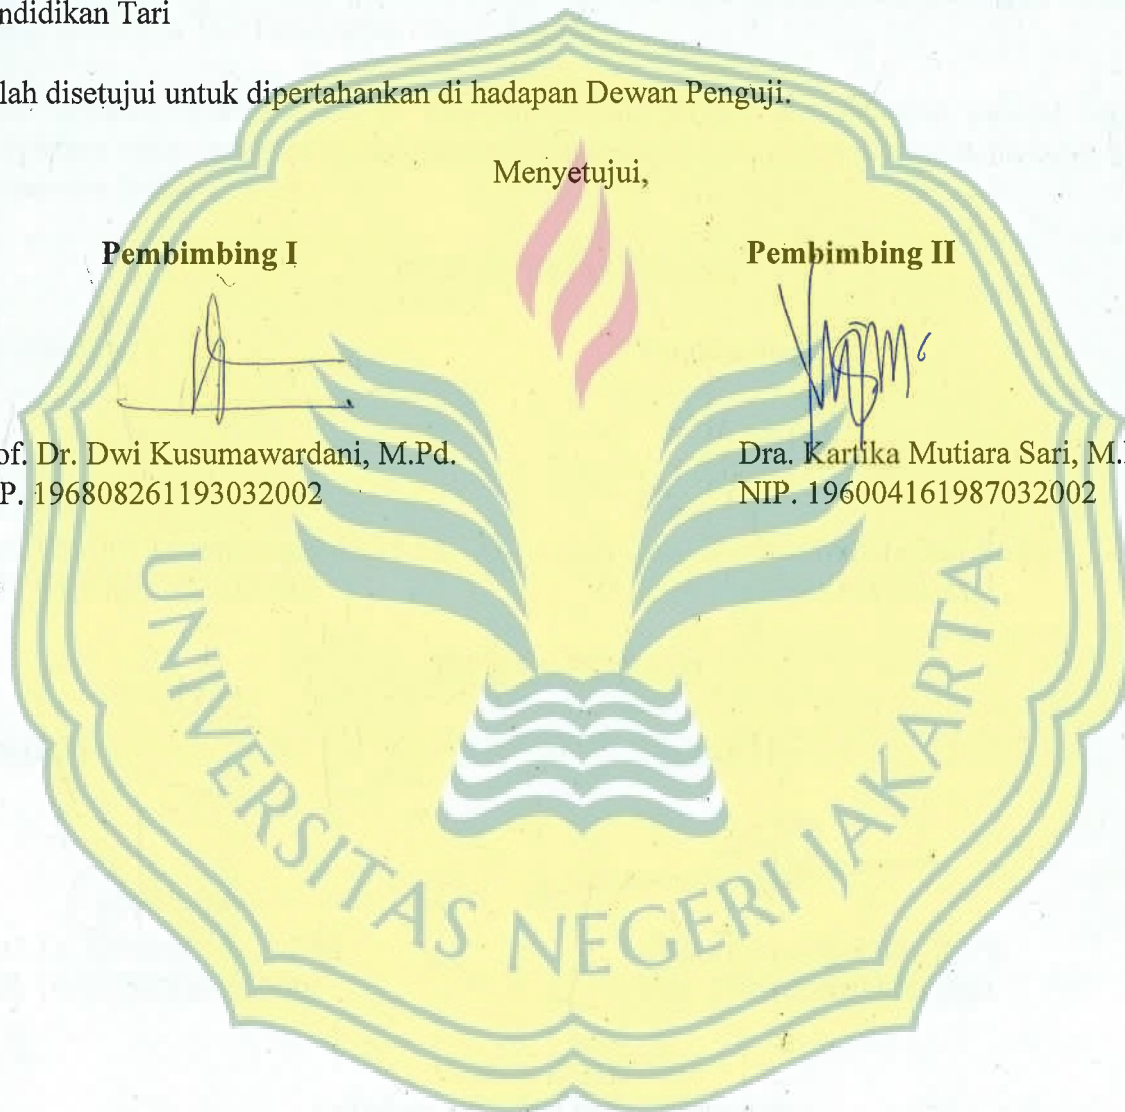 ndidikan Tari
lah disetujui untuk dipertahankan di hadapan Dewan Penguji.
Menyetujui,
Pembimbing I Pembimbing II
of. Dr. Dwi Kusumawardani, M.Pd. Dra. Kartika Mutiara Sari, M.
P. 196808261193032002 NIP. 196004161987032002
UNIVERSITAS NEGERI JAKARTA